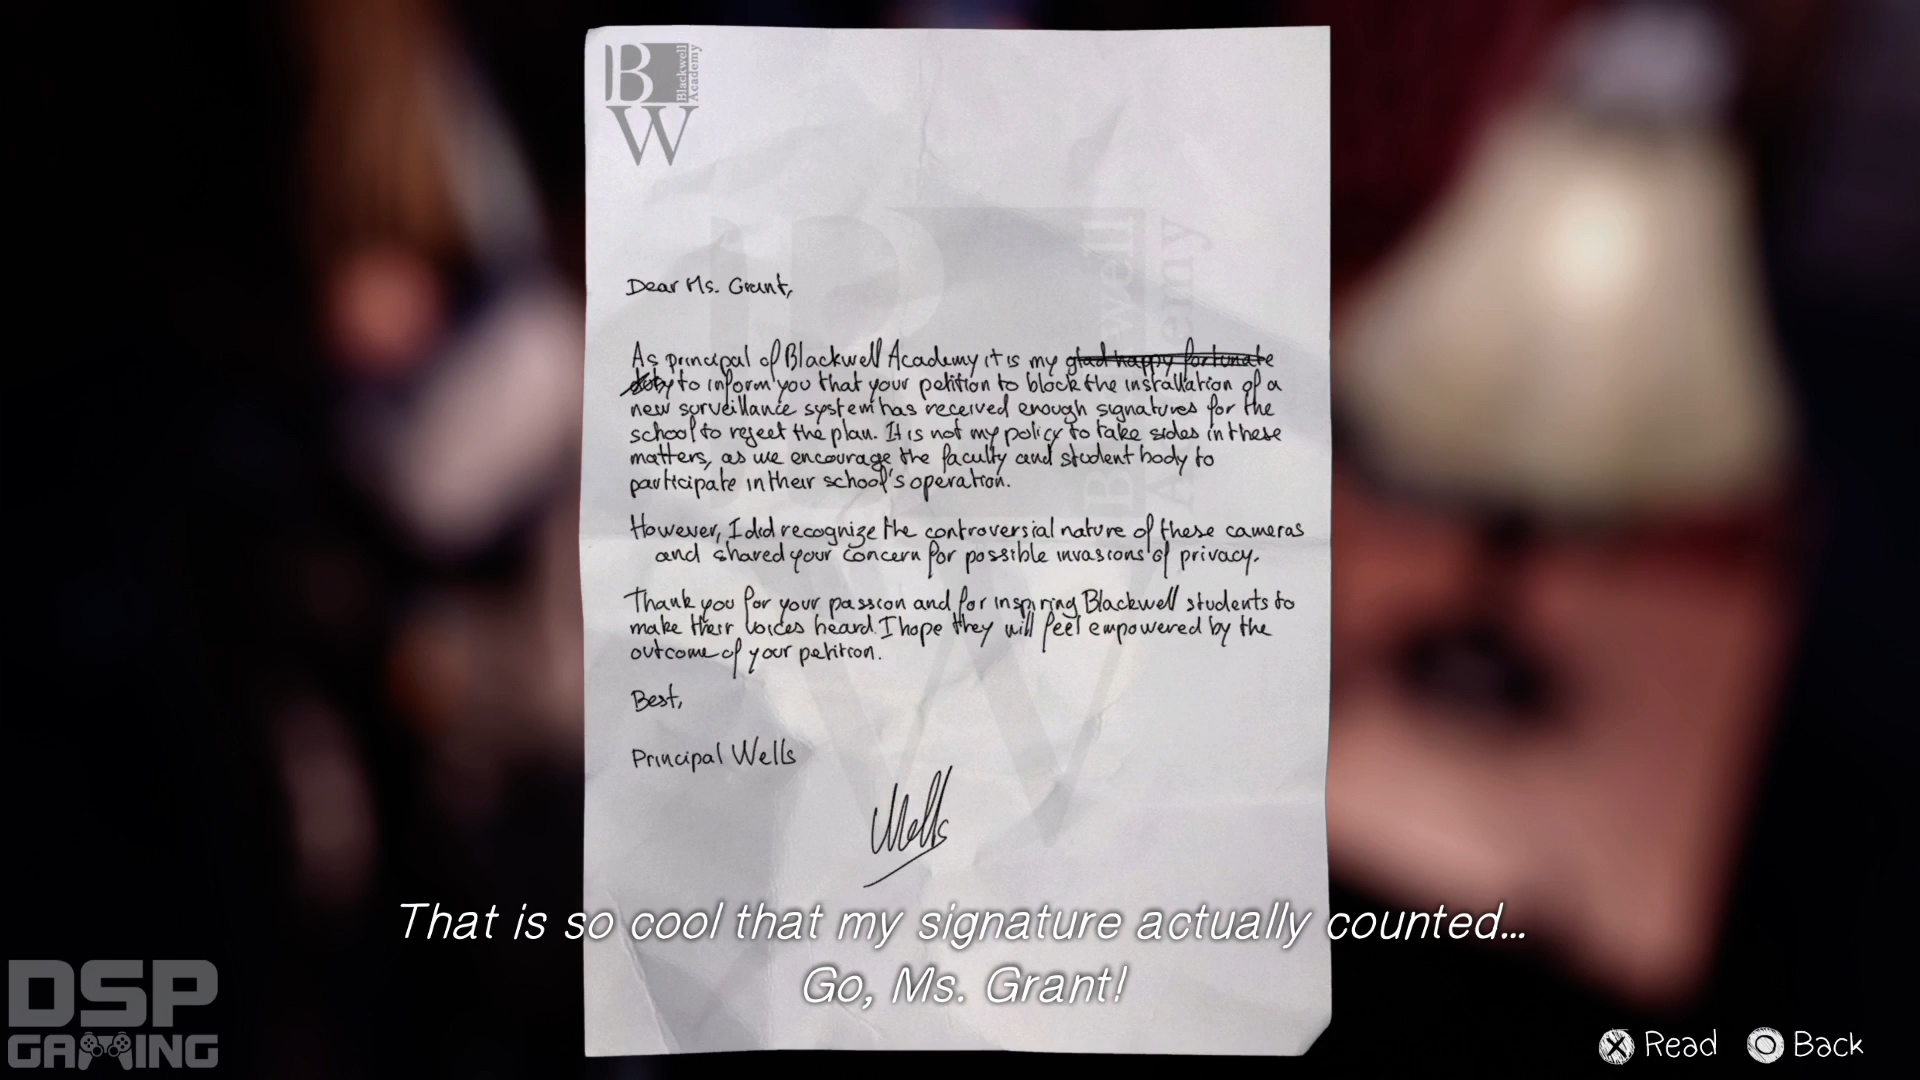 B
Blackwell
Academy
W
Dear Ms. Grant,
As principal of Blackwell Academy it is my glad happy fortunate
duty to inform you that your petition to block the installation of a
new surveillance system has received enough signatures for the
school to reject the plan. It is not my policy to take sides in these
matters, as we encourage the faculty and student body to
participate in their school's operation.
However, I did recognize the controversial nature of these cameras
and shared your concern for possible invasions of privacy.
Thank you for your passion and for inspiring Blackwell students to
make their voices heard. I hope they will feel empowered by the
outcome of your petition.
Best,
Principal Wells
Wells
That is so cool that my signature actually counted...
Go, Ms. Grant!
DSP
GAMING
Read
Back